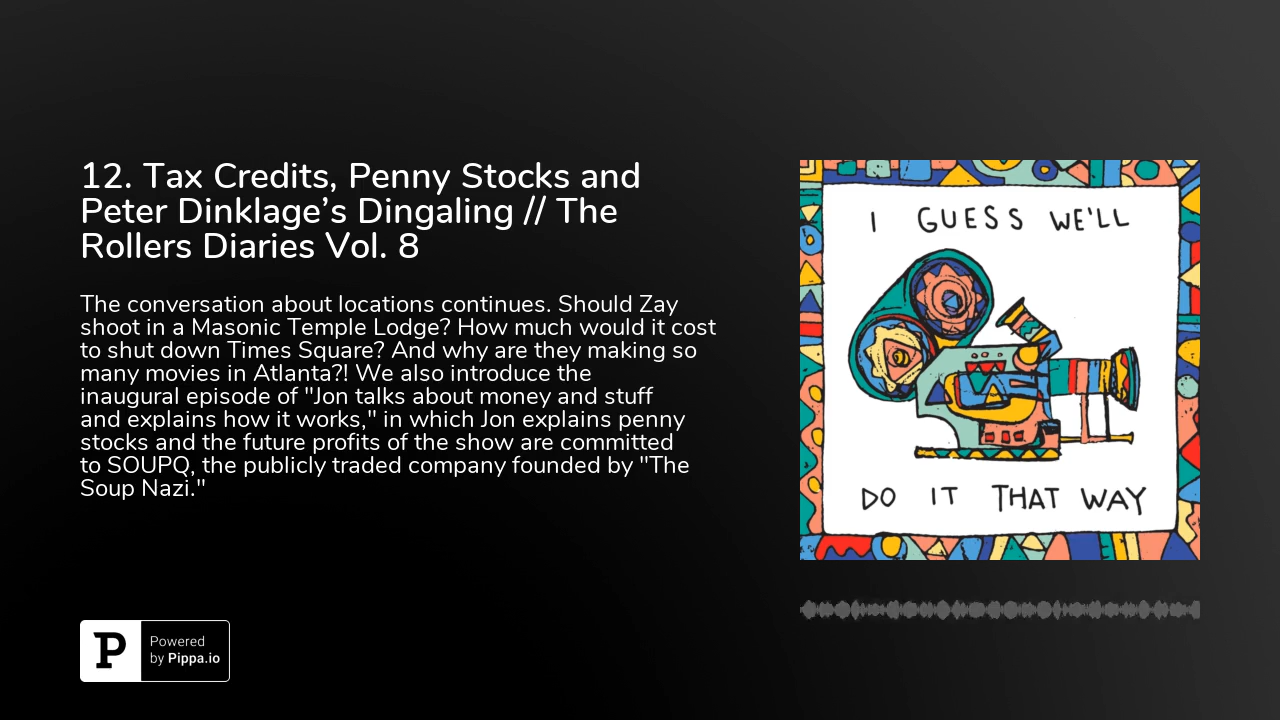 12. Tax Credits, Penny Stocks and
Peter Dinklage’s Dingaling // The
Rollers Diaries Vol. 8
The conversation about locations continues. Should Zay
shoot in a Masonic Temple Lodge? How much would it cost
to shut down Times Square? And why are they making so
many movies in Atlanta?! We also introduce the
inaugural episode of "Jon talks about money and stuff
and explains how it works," in which Jon explains penny
stocks and the future profits of the show are committed
to SOUPQ, the publicly traded company founded by "The
Soup Nazi."
I GUESS WE'LL
DO IT THAT WAY
P
Powered
by Pippa.io